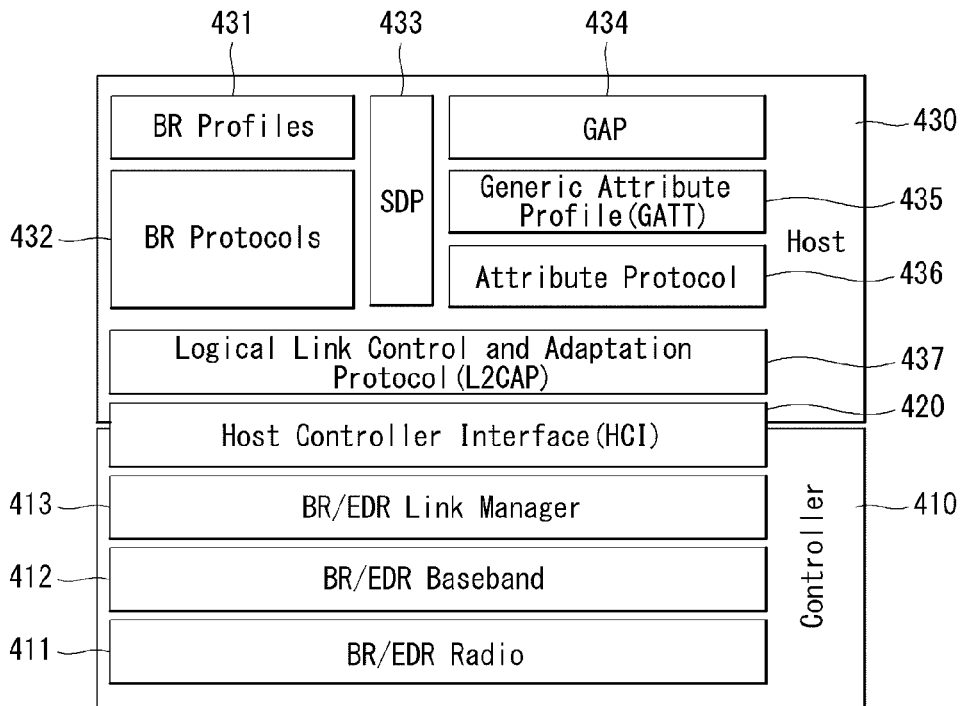 431
433
434
BR Profiles
GAP
430
SDP
Generic Attribute
Profile(GATT)
435
432
BR Protocols
Host
Attribute Protocol
436
Logical Link Control and Adaptation
Protocol(L2CAP)
437
420
Host Controller Interface(HCI)
413
BR/EDR Link Manager
410
Controller
412
BR/EDR Baseband
411
BR/EDR Radio